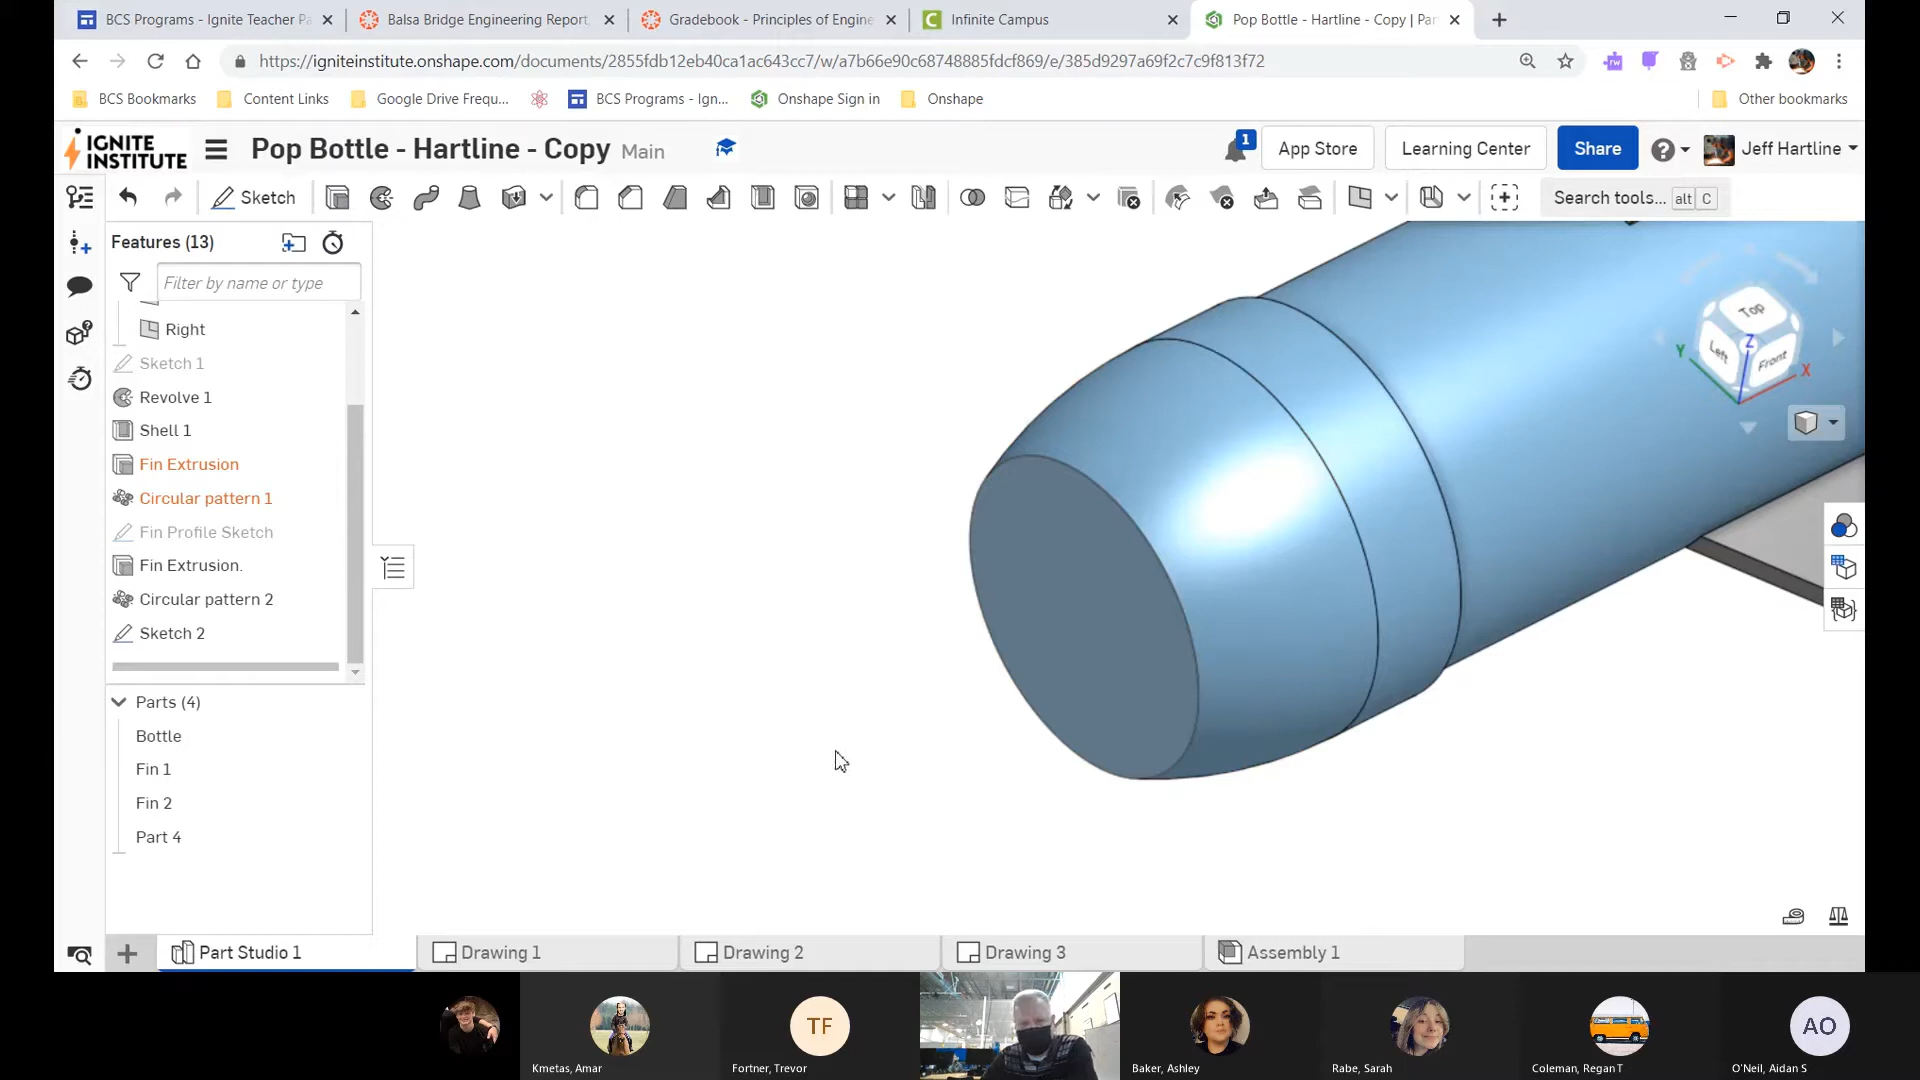 BCS Programs - Ignite Teacher Pa
Balsa Bridge Engineering Report,
Gradebook - Principles of Engine
Infinite Campus
Pop Bottle - Hartline - Copy | Par
https://igniteinstitute.onshape.com/documents/2855fdb12eb40ca1ac643cc7/w/a7b66e90c68748885fdcf869/e/385d9297a69f2c7c9f813f72
BCS Bookmarks
Content Links
Google Drive Frequ...
BCS Programs - Ign...
Onshape Sign in
Onshape
Other bookmarks
IGNITE
INSTITUTE
Pop Bottle - Hartline - Copy Main
1
App Store
Learning Center
Share
Jeff Hartline
Sketch
Search tools... alt C
Features (13)
Filter by name or type
Right
Sketch 1
Revolve 1
Shell 1
Fin Extrusion
Circular pattern 1
Fin Profile Sketch
Fin Extrusion.
Circular pattern 2
Sketch 2
Parts (4)
Bottle
Fin 1
Fin 2
Part 4
Top
Left
Front
Z
Y
X
Part Studio 1
Drawing 1
Drawing 2
Drawing 3
Assembly 1
TF
AO
Kmetas, Amar
Fortner, Trevor
Baker, Ashley
Rabe, Sarah
Coleman, Regan T
O'Neil, Aidan S